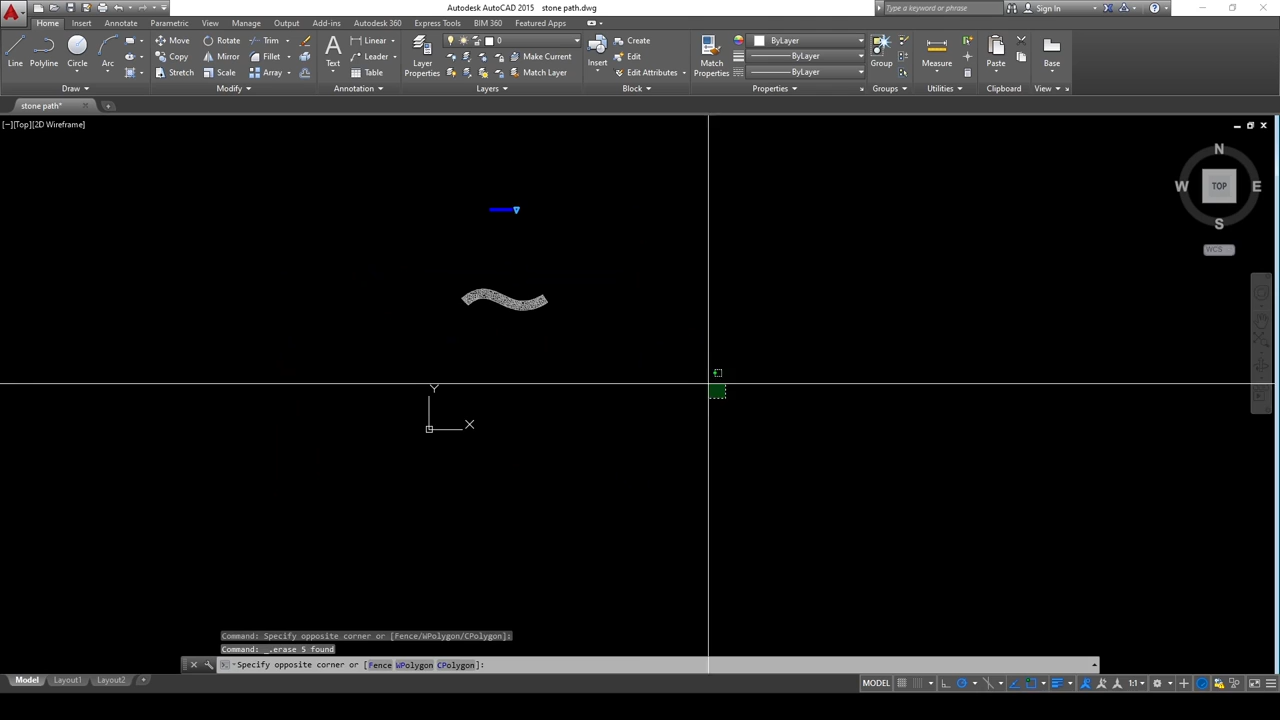 Autodesk AutoCAD 2015 stone path.dwg
Type a keyword or phrase
Sign In
Home Insert Annotate Parametric View Manage Output Add-ins Autodesk 360 Express Tools BIM 360 Featured Apps
Line Polyline Circle Arc
Move Rotate Trim
Copy Mirror Fillet
Stretch Scale Array
Text
Linear
Leader
Table
Layer Properties
0
Make Current
Match Layer
Insert
Create
Edit
Edit Attributes
Match Properties
ByLayer
ByLayer
ByLayer
Group
Measure
Paste
Base
Draw Modify Annotation Layers Block Properties Groups Utilities Clipboard View
stone path*
[−][Top][2D Wireframe]
N
W TOP E
S
WCS
Y
X
Command: Specify opposite corner or [Fence/WPolygon/CPolygon]:
Command: _.erase 5 found
Specify opposite corner or [Fence WPolygon CPolygon]:
Model Layout1 Layout2
MODEL
1:1